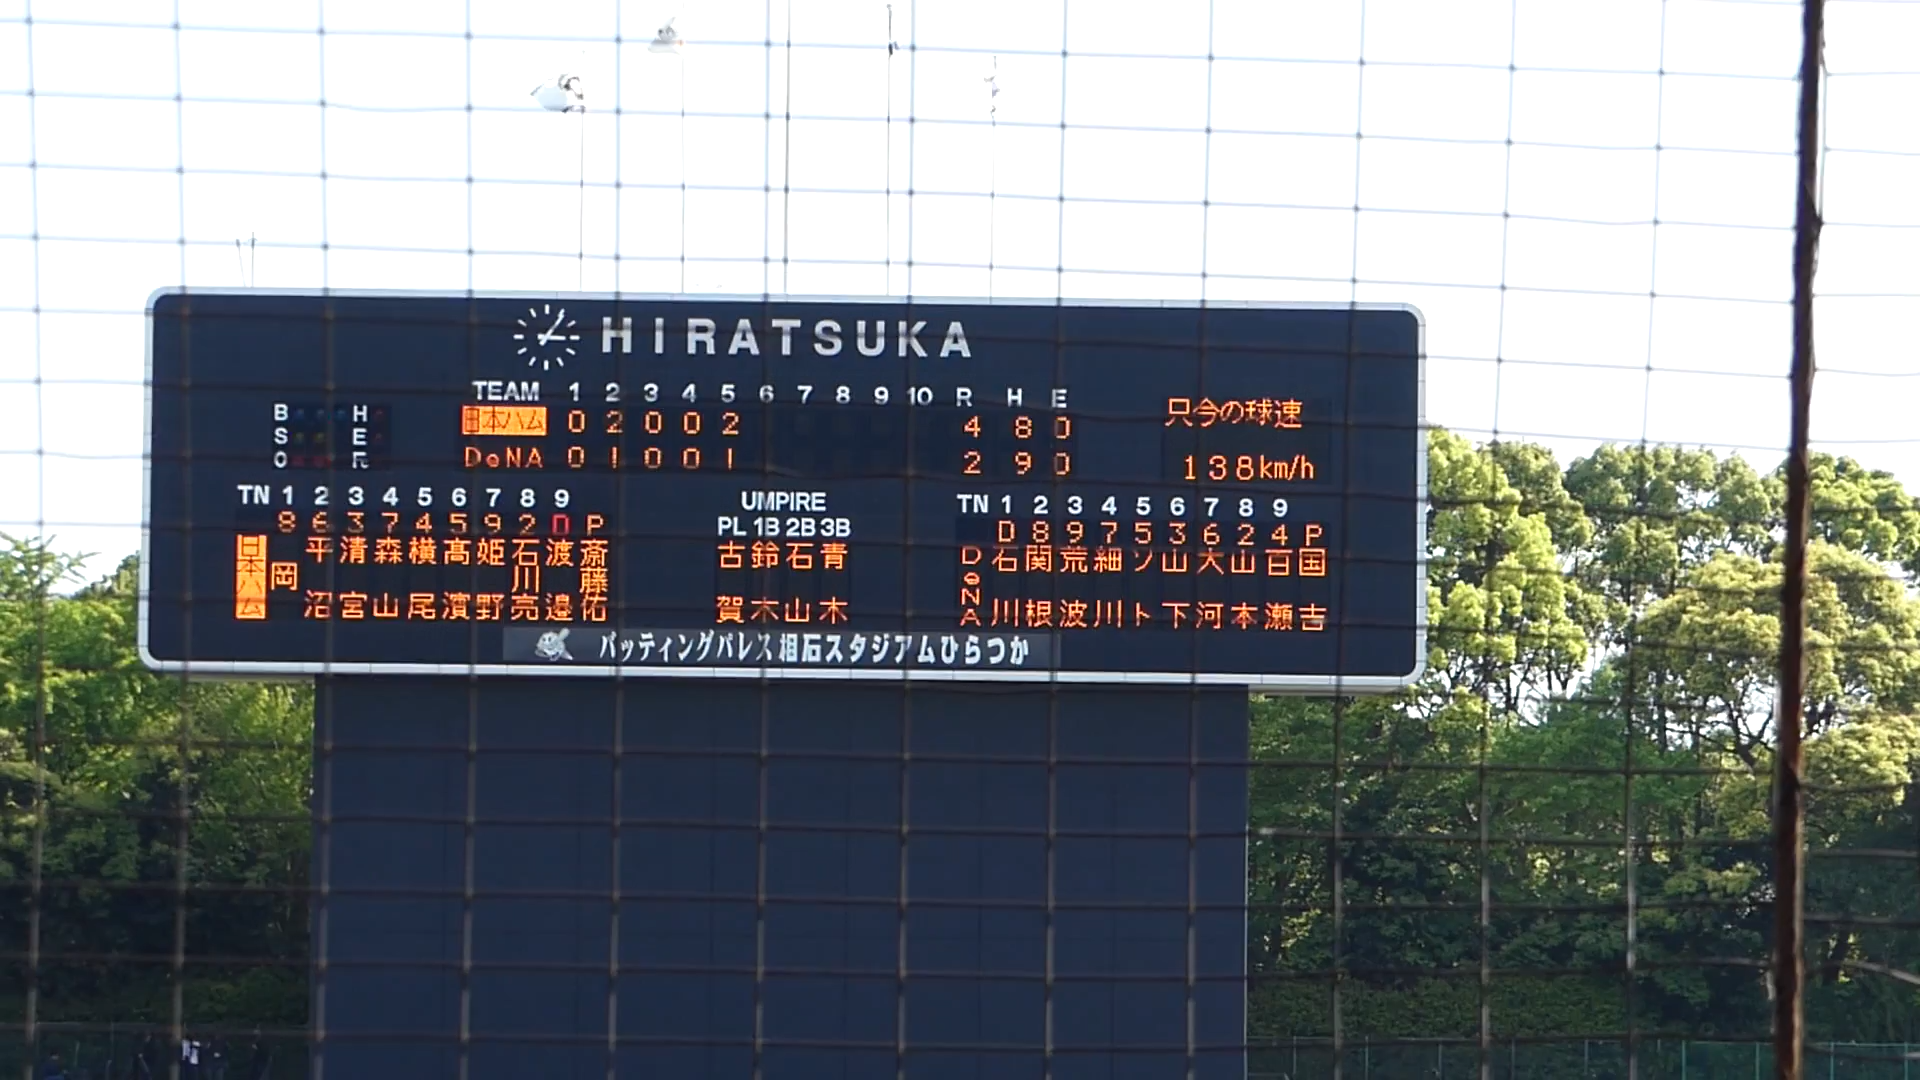 HIRATSUKA
TEAM 1 2 3 4 5 6 7 8 9 10 R H E
日本ハム 0 2 0 0 2 4 8 0
DeNA 0 1 0 0 1 2 9 0
B H
S E
O
只今の球速
138km/h
TN 1 2 3 4 5 6 7 8 9
8 6 3 7 4 5 9 2 D P
日本ハム 岡 平沼 清宮 森山 横尾 髙濱 姫野 石川亮 渡邉 斎藤佑
UMPIRE
PL 1B 2B 3B
古賀 鈴木 石山 青木
TN 1 2 3 4 5 6 7 8 9
D 8 9 7 5 3 6 2 4 P
DeNA 石川 関根 荒波 細川 ソト 山下 大河 山本 百瀬 国吉
バッティングパレス相石スタジアムひらつか